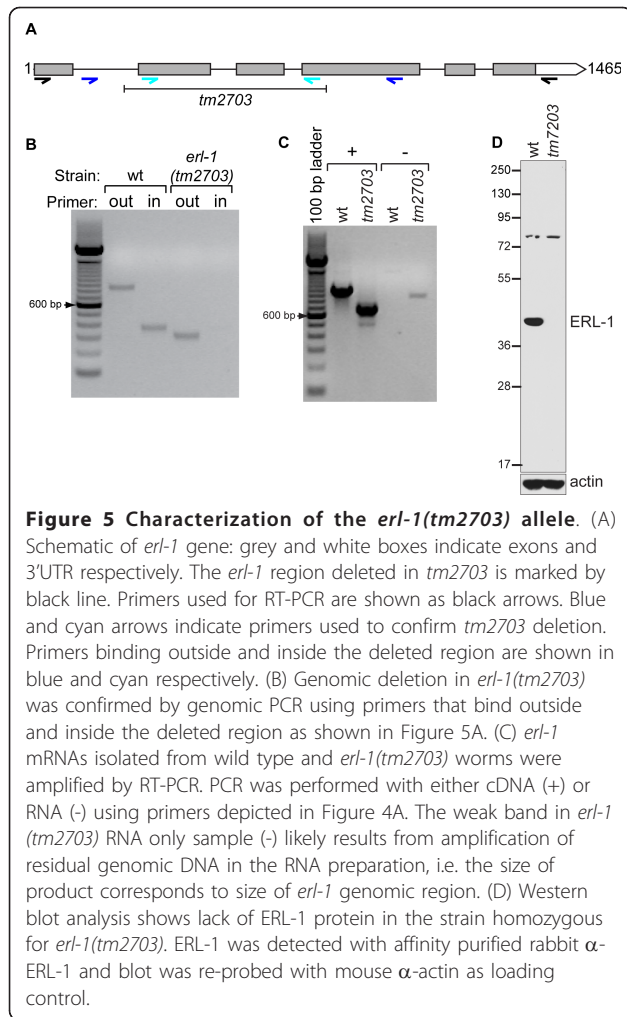 A
1
1465
tm2703
B
erl-1
(tm2703)
Strain: wt
Primer: out in out in
600 bp
C
100 bp ladder
+ -
wt
tm2703
wt
tm2703
600 bp
D
wt
tm7203
250
130
95
72
55
36
28
17
ERL-1
actin
Figure 5 Characterization of the erl-1(tm2703) allele. (A)
Schematic of erl-1 gene: grey and white boxes indicate exons and
3'UTR respectively. The erl-1 region deleted in tm2703 is marked by
black line. Primers used for RT-PCR are shown as black arrows. Blue
and cyan arrows indicate primers used to confirm tm2703 deletion.
Primers binding outside and inside the deleted region are shown in
blue and cyan respectively. (B) Genomic deletion in erl-1(tm2703)
was confirmed by genomic PCR using primers that bind outside
and inside the deleted region as shown in Figure 5A. (C) erl-1
mRNAs isolated from wild type and erl-1(tm2703) worms were
amplified by RT-PCR. PCR was performed with either cDNA (+) or
RNA (-) using primers depicted in Figure 4A. The weak band in erl-1
(tm2703) RNA only sample (-) likely results from amplification of
residual genomic DNA in the RNA preparation, i.e. the size of
product corresponds to size of erl-1 genomic region. (D) Western
blot analysis shows lack of ERL-1 protein in the strain homozygous
for erl-1(tm2703). ERL-1 was detected with affinity purified rabbit α-
ERL-1 and blot was re-probed with mouse α-actin as loading
control.